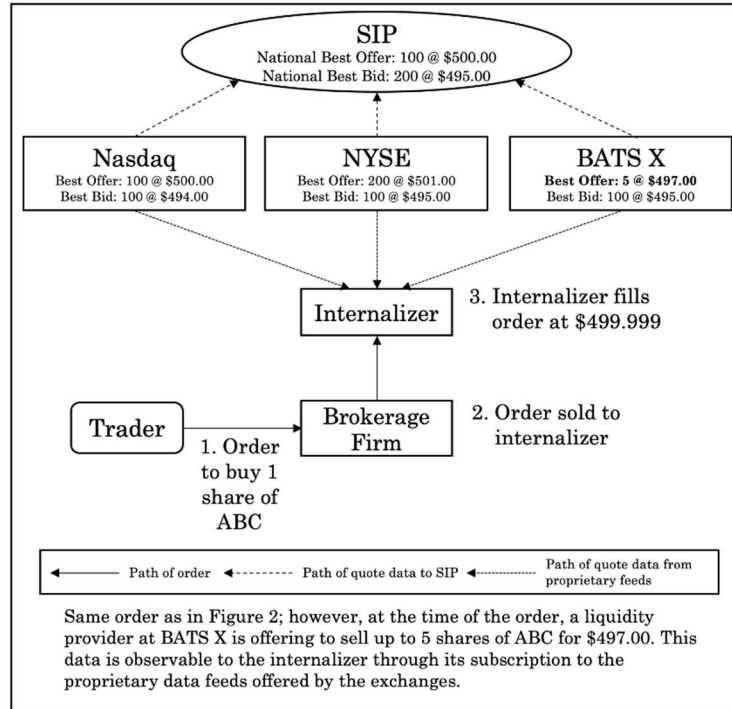 SIP
National Best Offer: 100 @ $500.00
National Best Bid: 200 @ $495.00
Nasdaq
Best Offer: 100 @ $500.00
Best Bid: 100 @ $494.00
NYSE
Best Offer: 200 @ $501.00
Best Bid: 100 @ $495.00
BATS X
Best Offer: 5 @ $497.00
Best Bid: 100 @ $495.00
Internalizer
3. Internalizer fills
order at $499.999
Trader
1. Order
to buy 1
share of
ABC
Brokerage
Firm
2. Order sold to
internalizer
Path of order
Path of quote data to SIP
Path of quote data from
proprietary feeds
Same order as in Figure 2; however, at the time of the order, a liquidity
provider at BATS X is offering to sell up to 5 shares of ABC for $497.00. This
data is observable to the internalizer through its subscription to the
proprietary data feeds offered by the exchanges.